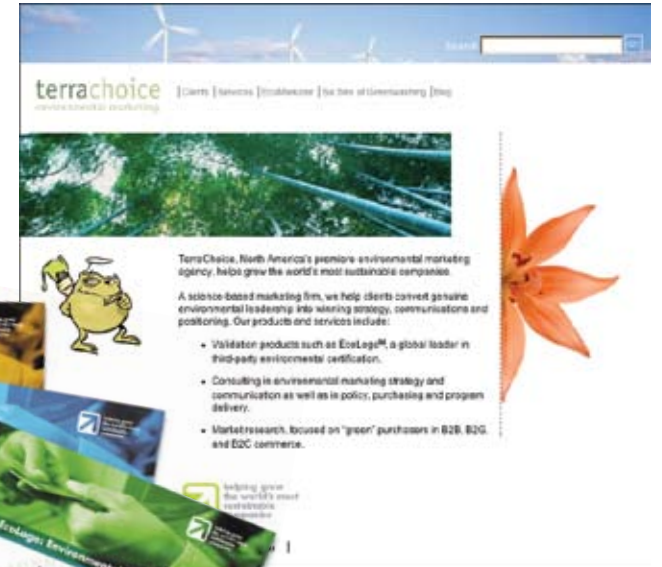 Search
terrachoice
environmental marketing
Clients | Services | EcoMarkets | Six Sins of Greenwashing | Blog
TerraChoice, North America's premiere environmental marketing
agency, helps grow the world's most sustainable companies.
A science-based marketing firm, we help clients convert genuine
environmental leadership into winning strategy, communications and
positioning. Our products and services include:
• Validation products such as EcoLogoᴹ, a global leader in
third-party environmental certification.
• Consulting in environmental marketing strategy and
communication as well as in policy, purchasing and program
delivery.
• Market research, focused on "green" purchasers in B2B, B2G,
and B2C commerce.
helping grow
the world's most
sustainable
companies
EcoLogo: Environmental